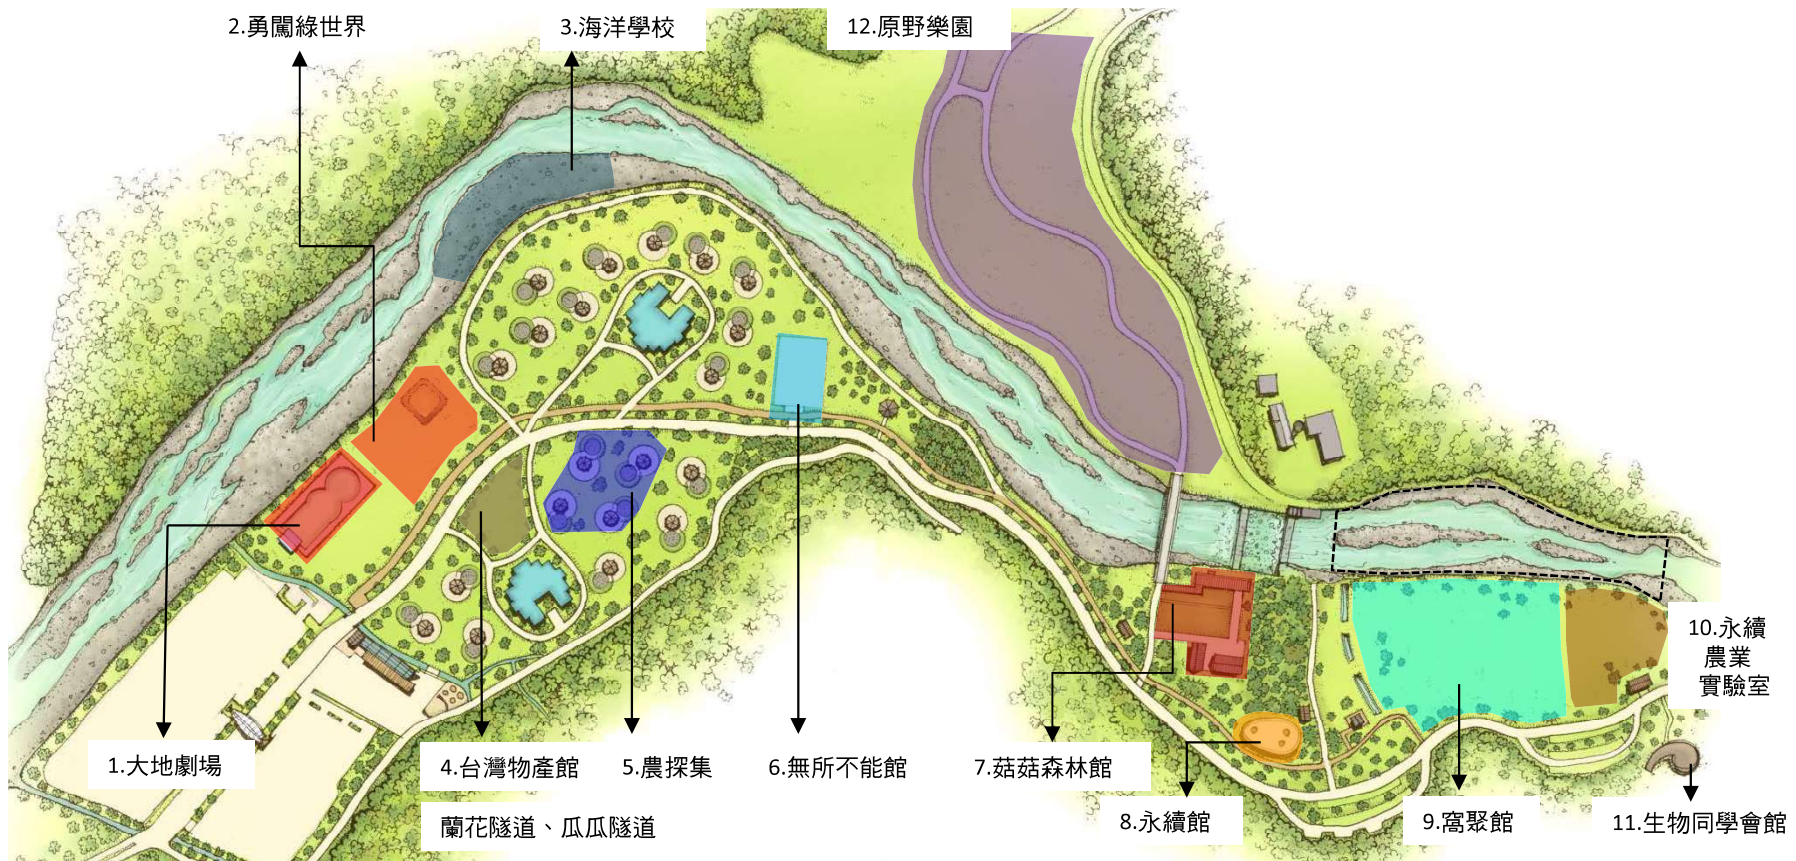 2.勇闖綠世界
3.海洋學校
12.原野樂園
10.永續
農業
實驗室
1.大地劇場
4.台灣物產館
5.農探集
6.無所不能館
7.菇菇森林館
蘭花隧道、瓜瓜隧道
8.永續館
9.窩聚館
11.生物同學會館